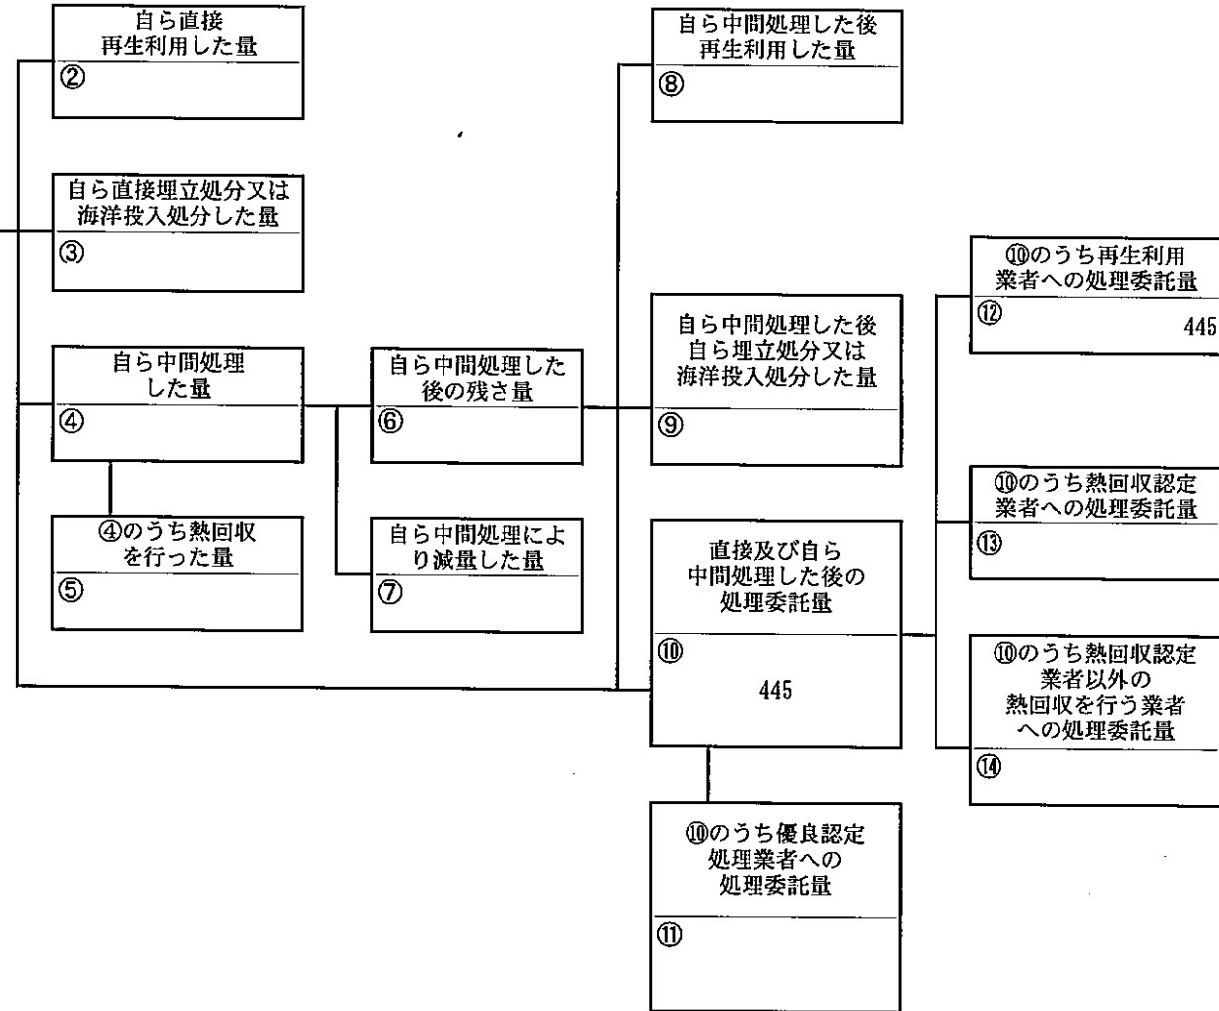 自ら直接
再生利用した量
②
自ら直接埋立処分又は
海洋投入処分した量
③
自ら中間処理
した量
④
④のうち熱回収
を行った量
⑤
自ら中間処理した
後の残さ量
⑥
自ら中間処理によ
り減量した量
⑦
自ら中間処理した後
再生利用した量
⑧
自ら中間処理した後
自ら埋立処分又は
海洋投入処分した量
⑨
直接及び自ら
中間処理した後の
処理委託量
⑩
445
⑩のうち優良認定
処理業者への
処理委託量
⑪
⑩のうち再生利用
業者への処理委託量
⑫
445
⑩のうち熱回収認定
業者への処理委託量
⑬
⑩のうち熱回収認定
業者以外の
熱回収を行う業者
への処理委託量
⑭